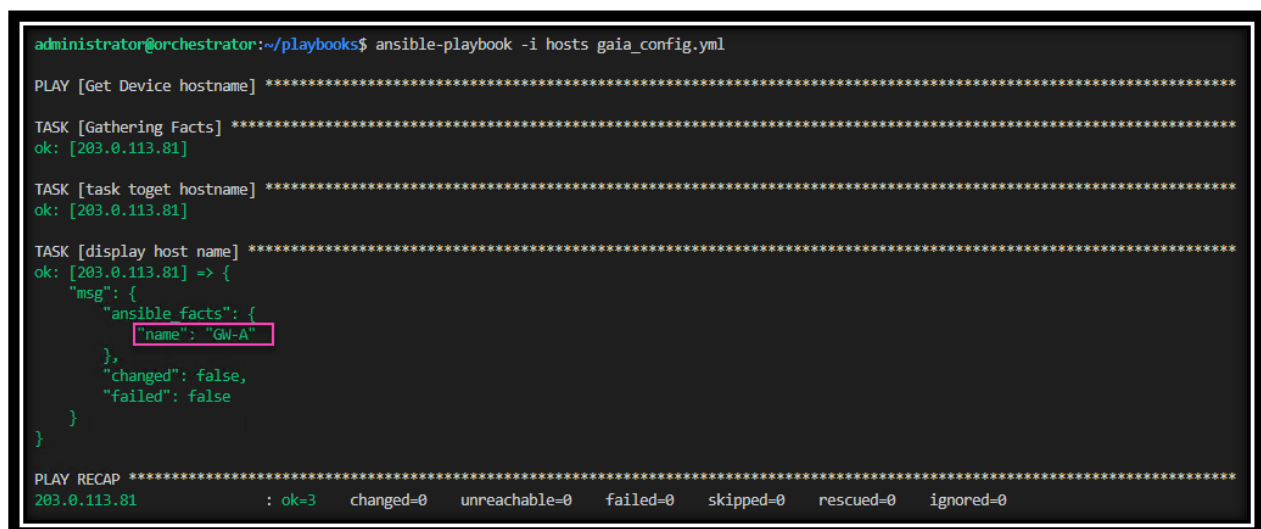 administrator@orchestrator:~/playbooks$ ansible-playbook -i hosts gaia_config.yml
PLAY [Get Device hostname] *******************************************************************************************************************
TASK [Gathering Facts] ***********************************************************************************************************************
ok: [203.0.113.81]
TASK [task toget hostname] *******************************************************************************************************************
ok: [203.0.113.81]
TASK [display host name] *********************************************************************************************************************
ok: [203.0.113.81] => {
    "msg": {
        "ansible_facts": {
            "name": "GW-A"
        },
        "changed": false,
        "failed": false
    }
}
PLAY RECAP ***********************************************************************************************************************************
203.0.113.81               : ok=3    changed=0    unreachable=0    failed=0    skipped=0    rescued=0    ignored=0